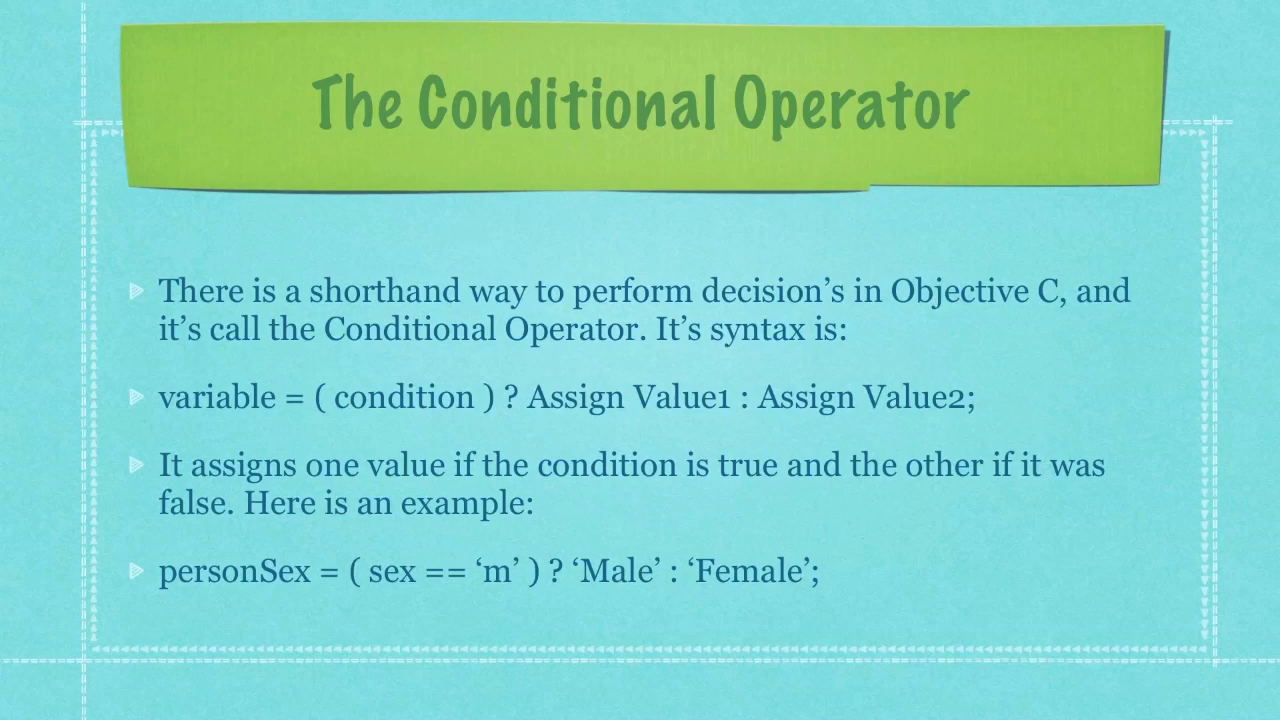 The Conditional Operator
There is a shorthand way to perform decision’s in Objective C, and
it’s call the Conditional Operator. It’s syntax is:
variable = ( condition ) ? Assign Value1 : Assign Value2;
It assigns one value if the condition is true and the other if it was
false. Here is an example:
personSex = ( sex == ‘m’ ) ? ‘Male’ : ‘Female’;